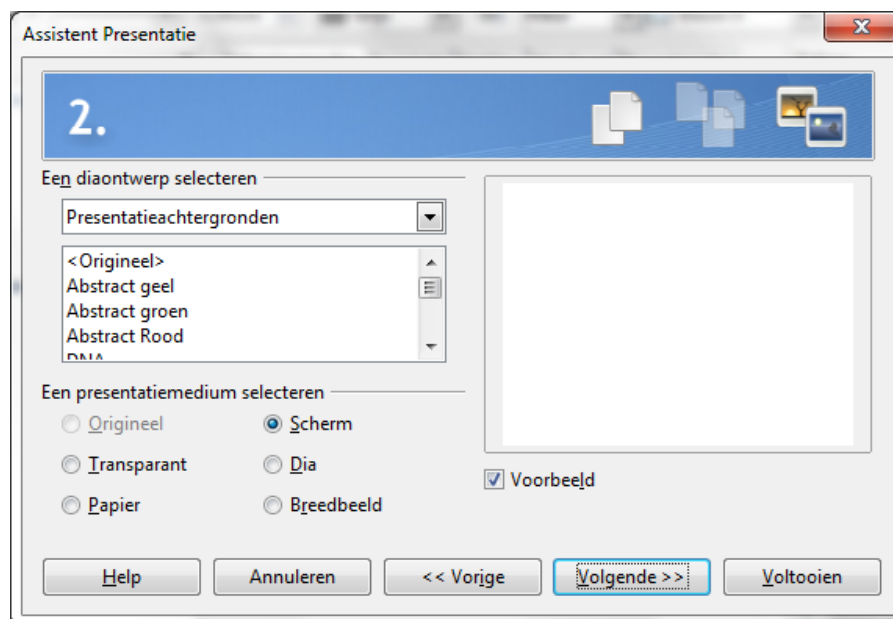 Assistent Presentatie
2.
Een diaontwerp selecteren
Presentatieachtergronden
<Origineel>
Abstract geel
Abstract groen
Abstract Rood
DNA
Een presentatiemedium selecteren
Origineel
Scherm
Transparant
Dia
Papier
Breedbeeld
Voorbeeld
Help
Annuleren
<< Vorige
Volgende >>
Voltooien